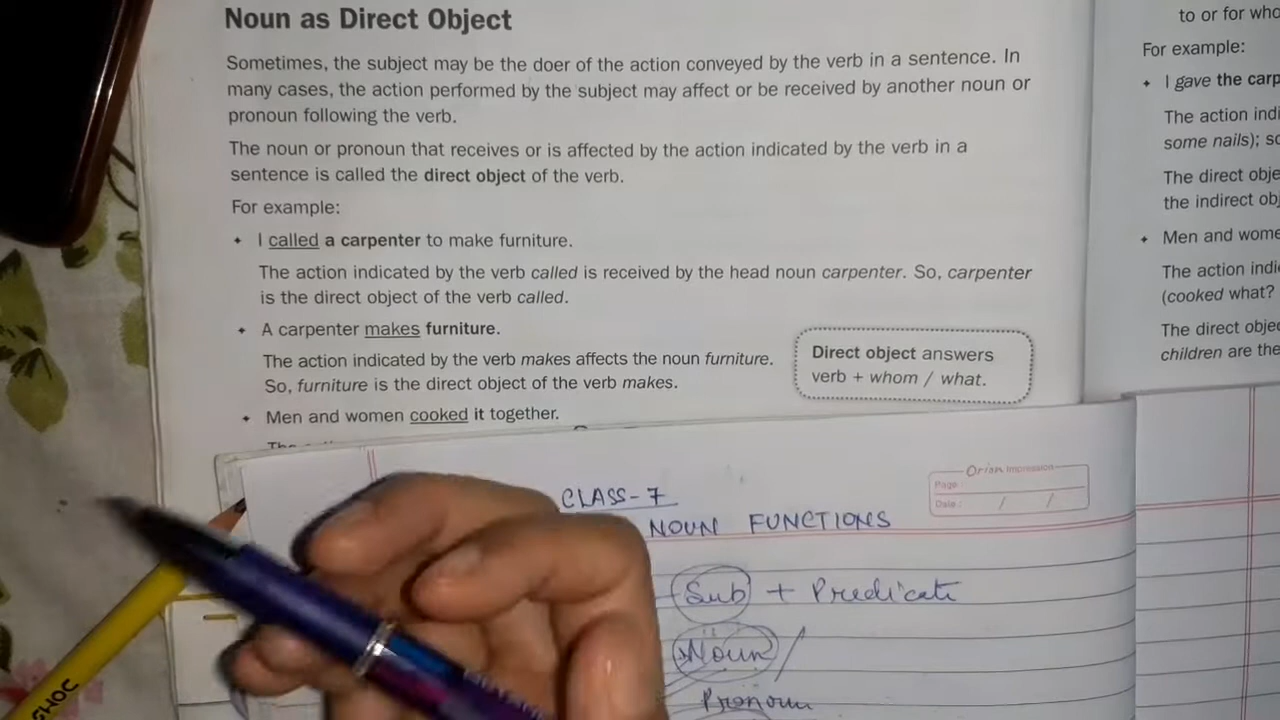 Noun as Direct Object
Sometimes, the subject may be the doer of the action conveyed by the verb in a sentence. In
many cases, the action performed by the subject may affect or be received by another noun or
pronoun following the verb.
The noun or pronoun that receives or is affected by the action indicated by the verb in a
sentence is called the direct object of the verb.
For example:
I called a carpenter to make furniture.
The action indicated by the verb called is received by the head noun carpenter. So, carpenter
is the direct object of the verb called.
A carpenter makes furniture.
The action indicated by the verb makes affects the noun furniture.
So, furniture is the direct object of the verb makes.
Direct object answers
verb + whom / what.
Men and women cooked it together.
to or for who
For example:
I gave the carp
The action indi
some nails); so
The direct obje
the indirect obj
Men and wome
The action indi
(cooked what?
The direct objec
children are the
Orian Impression
Page
Date : / /
CLASS-7
NOUN FUNCTIONS
Sub + Predicate
Noun /
Pronoun